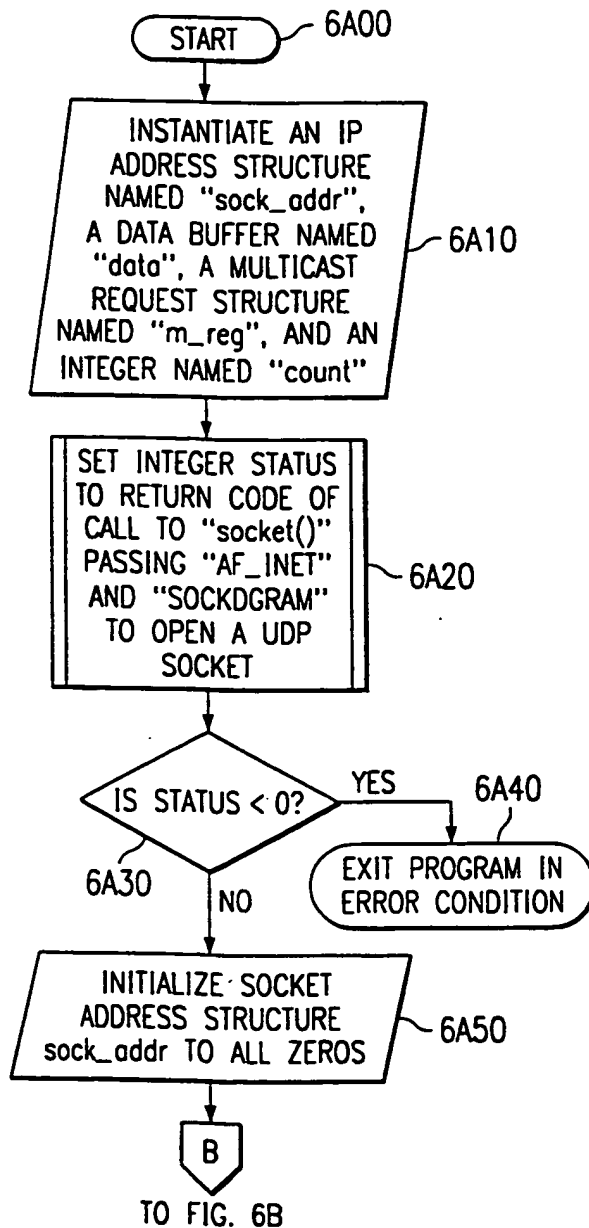 START
6A00
INSTANTIATE AN IP
ADDRESS STRUCTURE
NAMED "sock_addr",
A DATA BUFFER NAMED
"data", A MULTICAST
REQUEST STRUCTURE
NAMED "m_reg", AND AN
INTEGER NAMED "count"
6A10
SET INTEGER STATUS
TO RETURN CODE OF
CALL TO "socket()"
PASSING "AF_INET"
AND "SOCKDGRAM"
TO OPEN A UDP
SOCKET
6A20
IS STATUS < 0?
YES
6A30
NO
6A40
EXIT PROGRAM IN
ERROR CONDITION
INITIALIZE SOCKET
ADDRESS STRUCTURE
sock_addr TO ALL ZEROS
6A50
B
TO FIG. 6B